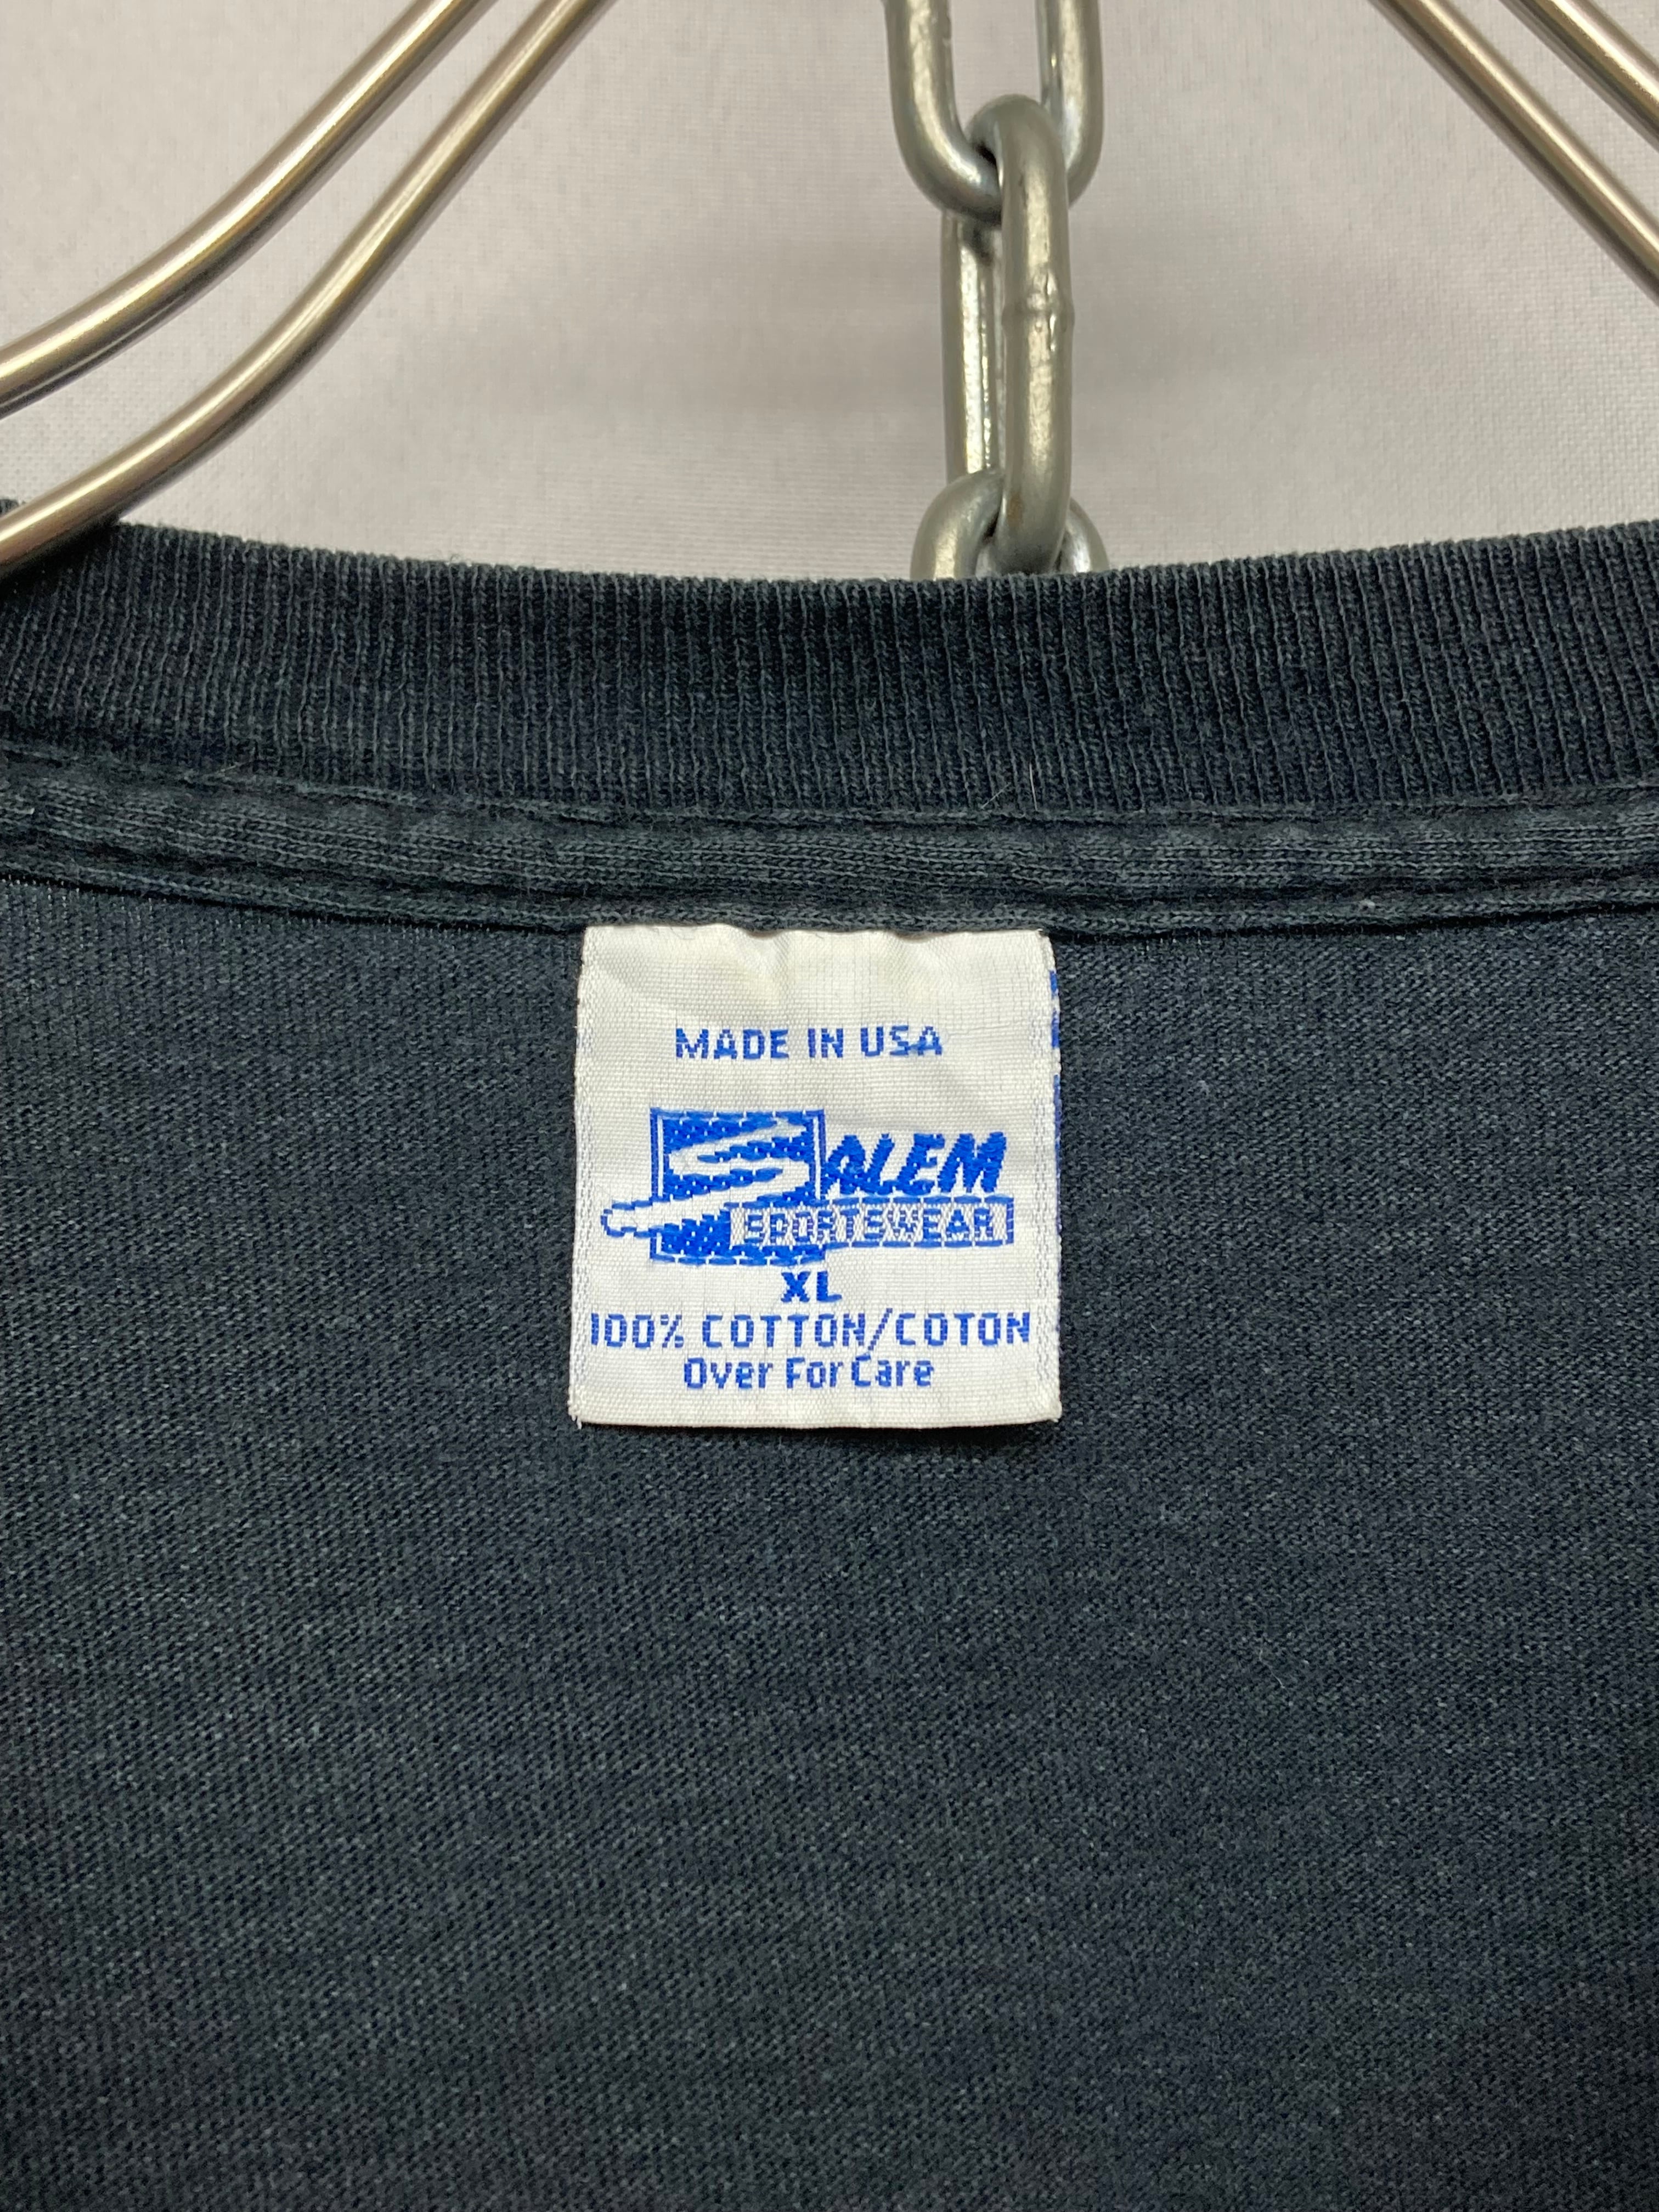 MADE IN USA
SALEM
SPORTSWEAR
XL
100% COTTON/COTON
Over For Care